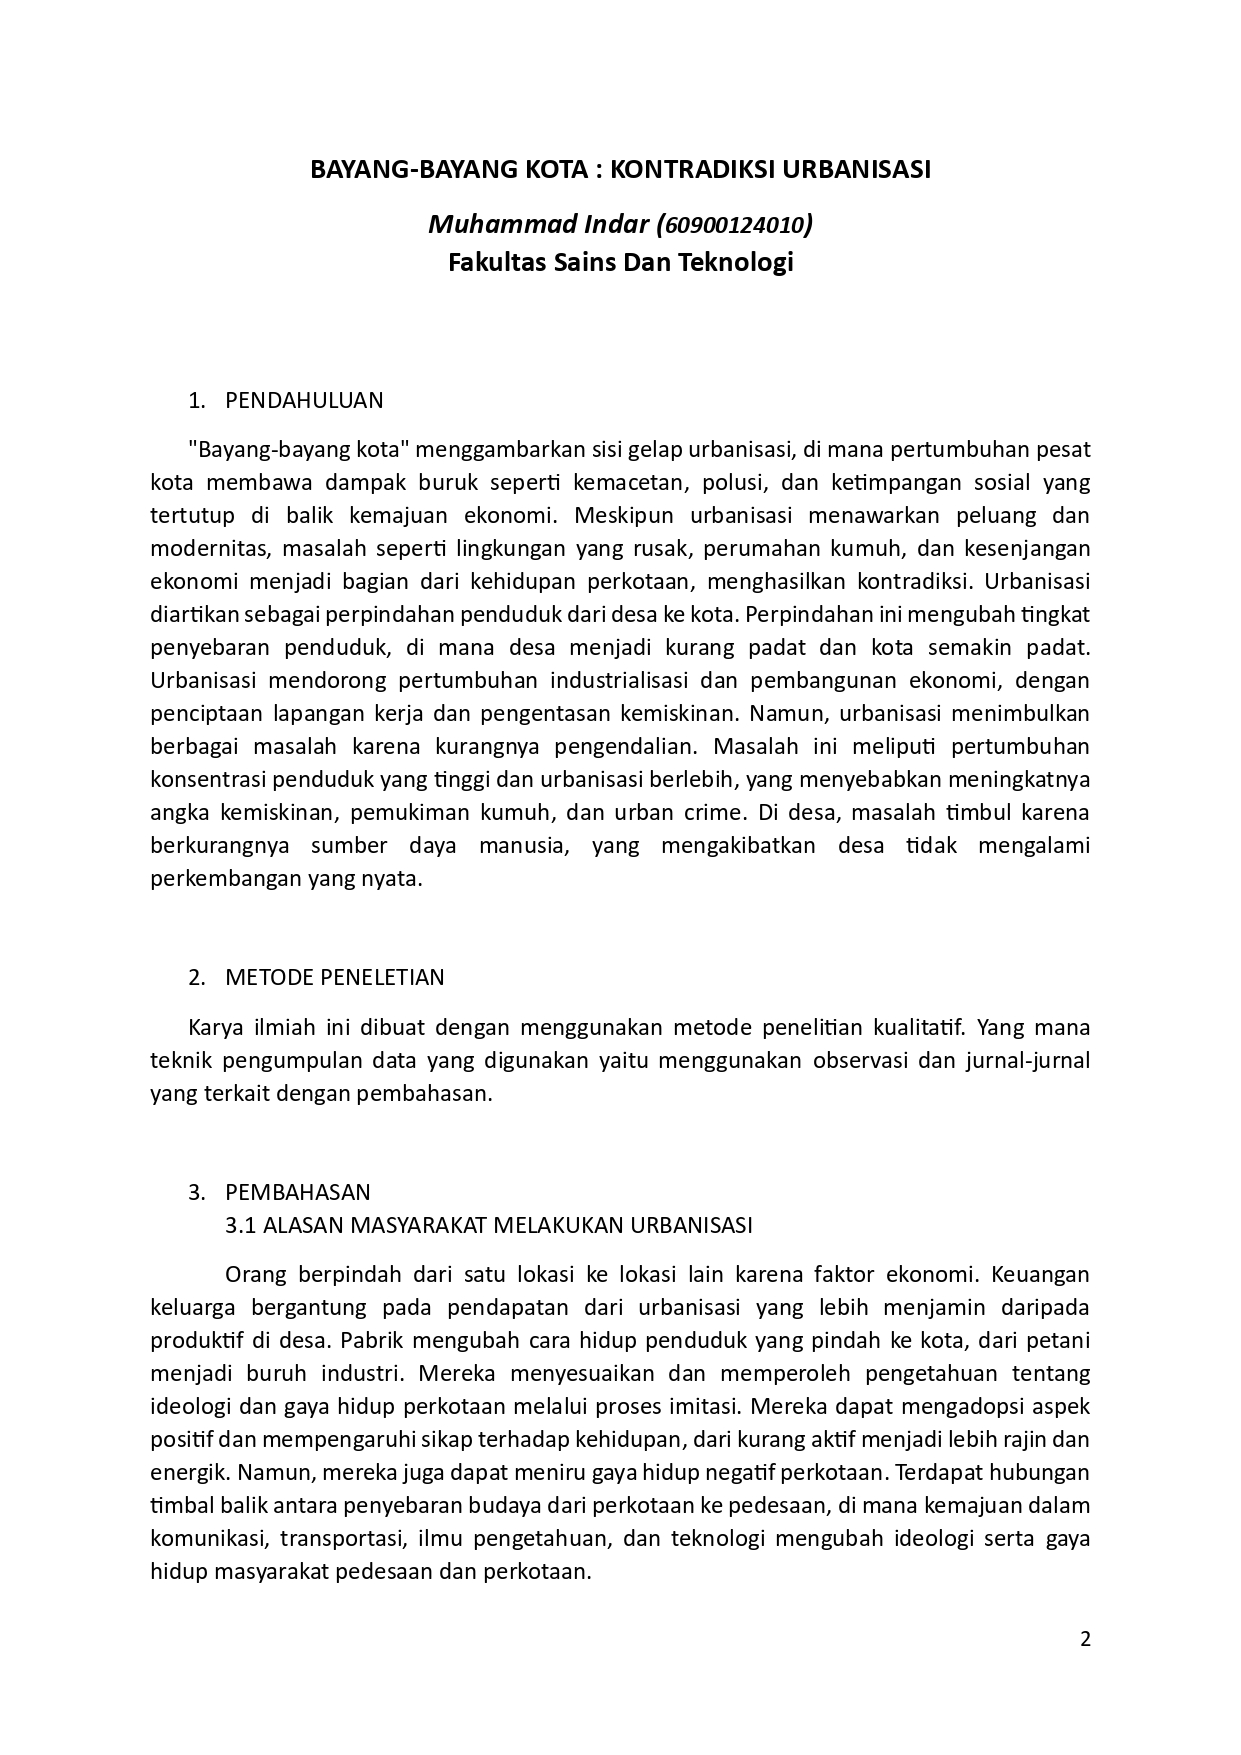 BAYANG-BAYANG KOTA : KONTRADIKSI URBANISASI
Muhammad Indar (60900124010)
Fakultas Sains Dan Teknologi
1. PENDAHULUAN
"Bayang-bayang kota" menggambarkan sisi gelap urbanisasi, di mana pertumbuhan pesat
kota membawa dampak buruk seperti kemacetan, polusi, dan ketimpangan sosial yang
tertutup di balik kemajuan ekonomi. Meskipun urbanisasi menawarkan peluang dan
modernitas, masalah seperti lingkungan yang rusak, perumahan kumuh, dan kesenjangan
ekonomi menjadi bagian dari kehidupan perkotaan, menghasilkan kontradiksi. Urbanisasi
diartikan sebagai perpindahan penduduk dari desa ke kota. Perpindahan ini mengubah tingkat
penyebaran penduduk, di mana desa menjadi kurang padat dan kota semakin padat.
Urbanisasi mendorong pertumbuhan industrialisasi dan pembangunan ekonomi, dengan
penciptaan lapangan kerja dan pengentasan kemiskinan. Namun, urbanisasi menimbulkan
berbagai masalah karena kurangnya pengendalian. Masalah ini meliputi pertumbuhan
konsentrasi penduduk yang tinggi dan urbanisasi berlebih, yang menyebabkan meningkatnya
angka kemiskinan, pemukiman kumuh, dan urban crime. Di desa, masalah timbul karena
berkurangnya sumber daya manusia, yang mengakibatkan desa tidak mengalami
perkembangan yang nyata.
2. METODE PENELETIAN
Karya ilmiah ini dibuat dengan menggunakan metode penelitian kualitatif. Yang mana
teknik pengumpulan data yang digunakan yaitu menggunakan observasi dan jurnal-jurnal
yang terkait dengan pembahasan.
3. PEMBAHASAN
3.1 ALASAN MASYARAKAT MELAKUKAN URBANISASI
Orang berpindah dari satu lokasi ke lokasi lain karena faktor ekonomi. Keuangan
keluarga bergantung pada pendapatan dari urbanisasi yang lebih menjamin daripada
produktif di desa. Pabrik mengubah cara hidup penduduk yang pindah ke kota, dari petani
menjadi buruh industri. Mereka menyesuaikan dan memperoleh pengetahuan tentang
ideologi dan gaya hidup perkotaan melalui proses imitasi. Mereka dapat mengadopsi aspek
positif dan mempengaruhi sikap terhadap kehidupan, dari kurang aktif menjadi lebih rajin dan
energik. Namun, mereka juga dapat meniru gaya hidup negatif perkotaan. Terdapat hubungan
timbal balik antara penyebaran budaya dari perkotaan ke pedesaan, di mana kemajuan dalam
komunikasi, transportasi, ilmu pengetahuan, dan teknologi mengubah ideologi serta gaya
hidup masyarakat pedesaan dan perkotaan.
2